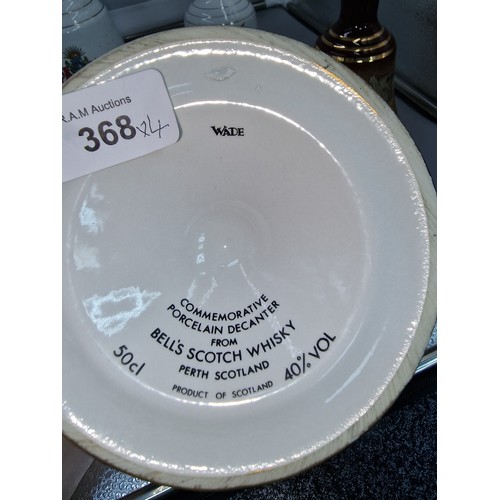 R.A.M Auctions
368 x4
WADE
COMMEMORATIVE
PORCELAIN DECANTER
FROM
BELL'S SCOTCH WHISKY
PERTH SCOTLAND
50cl
PRODUCT OF SCOTLAND
40% VOL